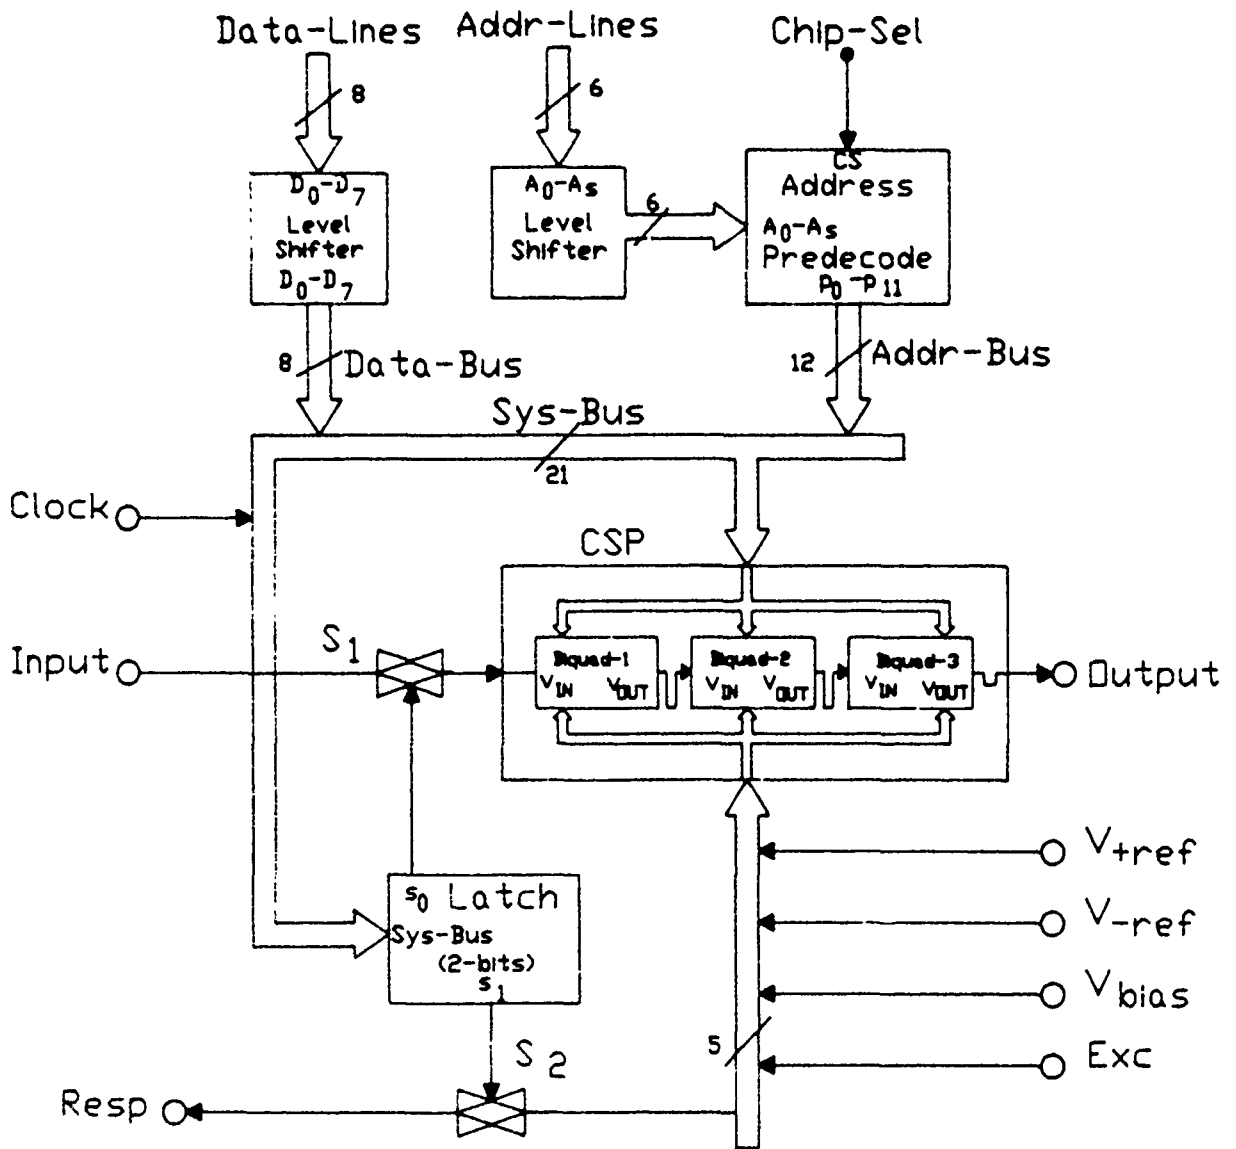 Data-Lines
Addr-Lines
Chip-Sel
8
6
D0-D7
Level
Shifter
D0-D7
A0-As
Level
Shifter
6
CS
Address
A0-As
Predecode
P0-P11
8
Data-Bus
12
Addr-Bus
Sys-Bus
21
Clock
CSP
Input
S1
Biquad-1
VIN VOUT
Biquad-2
VIN VOUT
Biquad-3
VIN VOUT
Output
V+ref
s0 Latch
Sys-Bus
(2-bits)
s1
V-ref
Vbias
5
Exc
S2
Resp